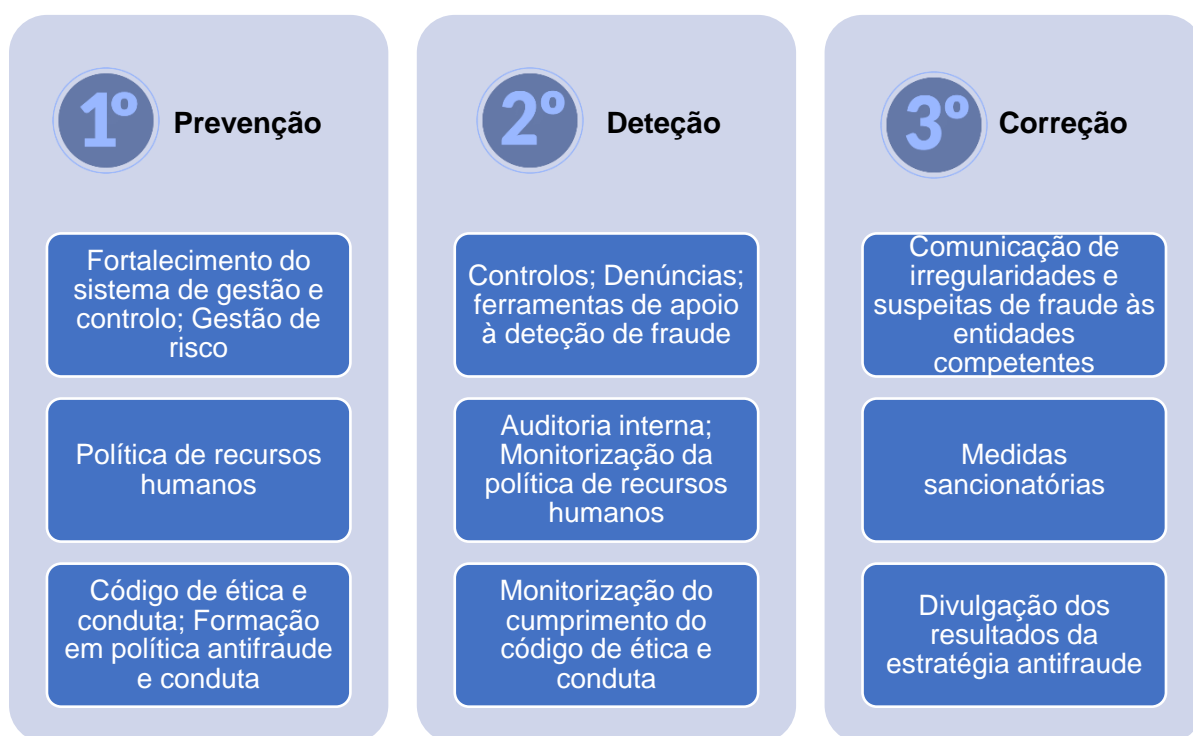 1º Prevenção
Fortalecimento do
sistema de gestão e
controlo; Gestão de
risco
Política de recursos
humanos
Código de ética e
conduta; Formação
em política antifraude
e conduta
2º Deteção
Controlos; Denúncias;
ferramentas de apoio
à deteção de fraude
Auditoria interna;
Monitorização da
política de recursos
humanos
Monitorização do
cumprimento do
código de ética e
conduta
3º Correção
Comunicação de
irregularidades e
suspeitas de fraude às
entidades
competentes
Medidas
sancionatórias
Divulgação dos
resultados da
estratégia antifraude